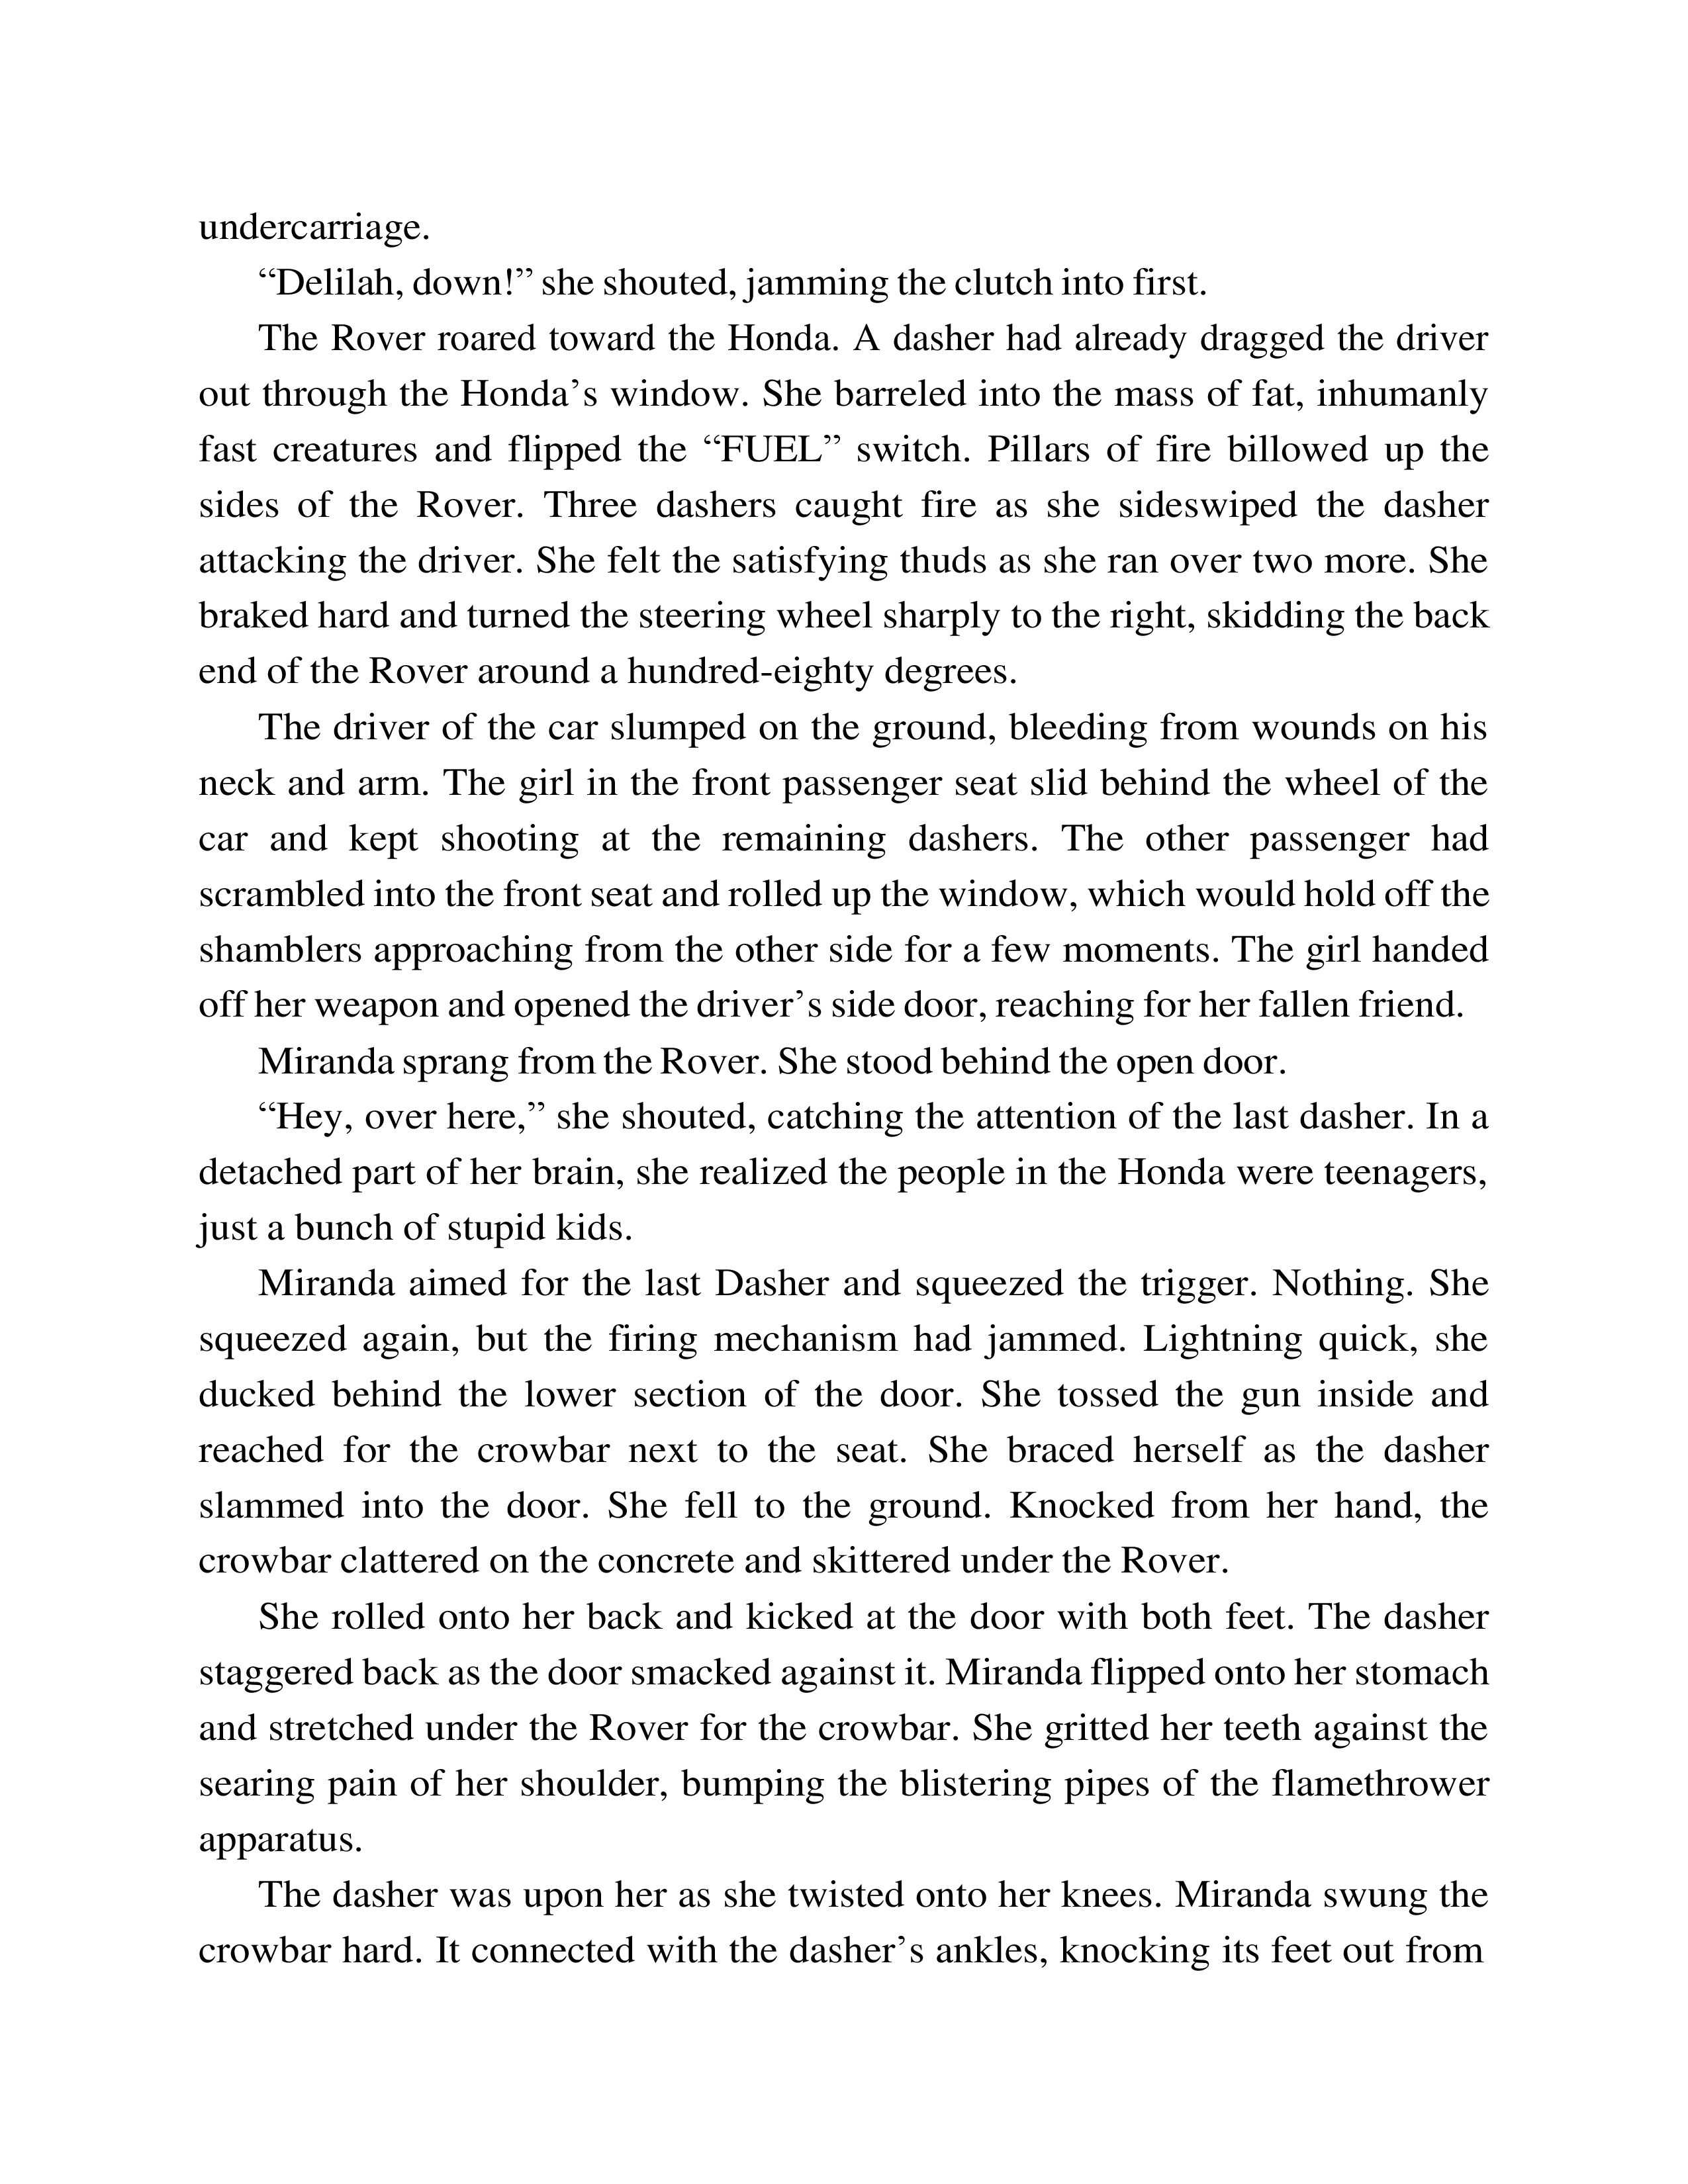 undercarriage.
“Delilah, down!” she shouted, jamming the clutch into first.
The Rover roared toward the Honda. A dasher had already dragged the driver
out through the Honda’s window. She barreled into the mass of fat, inhumanly
fast creatures and flipped the “FUEL” switch. Pillars of fire billowed up the
sides of the Rover. Three dashers caught fire as she sideswiped the dasher
attacking the driver. She felt the satisfying thuds as she ran over two more. She
braked hard and turned the steering wheel sharply to the right, skidding the back
end of the Rover around a hundred-eighty degrees.
The driver of the car slumped on the ground, bleeding from wounds on his
neck and arm. The girl in the front passenger seat slid behind the wheel of the
car and kept shooting at the remaining dashers. The other passenger had
scrambled into the front seat and rolled up the window, which would hold off the
shamblers approaching from the other side for a few moments. The girl handed
off her weapon and opened the driver’s side door, reaching for her fallen friend.
Miranda sprang from the Rover. She stood behind the open door.
“Hey, over here,” she shouted, catching the attention of the last dasher. In a
detached part of her brain, she realized the people in the Honda were teenagers,
just a bunch of stupid kids.
Miranda aimed for the last Dasher and squeezed the trigger. Nothing. She
squeezed again, but the firing mechanism had jammed. Lightning quick, she
ducked behind the lower section of the door. She tossed the gun inside and
reached for the crowbar next to the seat. She braced herself as the dasher
slammed into the door. She fell to the ground. Knocked from her hand, the
crowbar clattered on the concrete and skittered under the Rover.
She rolled onto her back and kicked at the door with both feet. The dasher
staggered back as the door smacked against it. Miranda flipped onto her stomach
and stretched under the Rover for the crowbar. She gritted her teeth against the
searing pain of her shoulder, bumping the blistering pipes of the flamethrower
apparatus.
The dasher was upon her as she twisted onto her knees. Miranda swung the
crowbar hard. It connected with the dasher’s ankles, knocking its feet out from